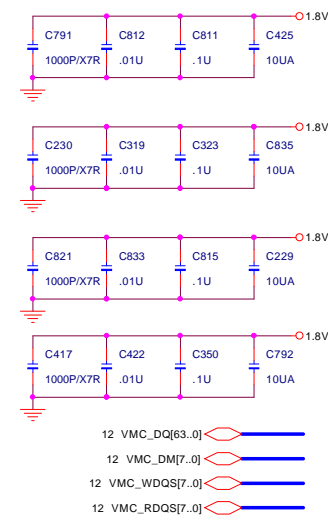 1.8V
C791 C812 C811 C425
1000P/X7R .01U .1U 10UA
1.8V
C230 C319 C323 C835
1000P/X7R .01U .1U 10UA
1.8V
C821 C833 C815 C229
1000P/X7R .01U .1U 10UA
1.8V
C417 C422 C350 C792
1000P/X7R .01U .1U 10UA
12 VMC_DQ[63..0]
12 VMC_DM[7..0]
12 VMC_WDQS[7..0]
12 VMC_RDQS[7..0]